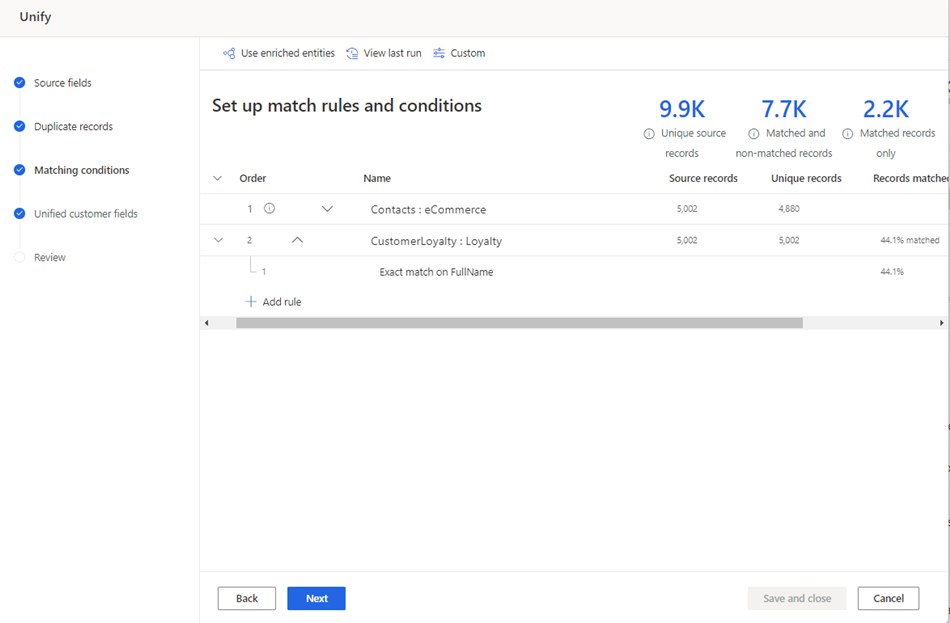 Unify
Use enriched entities View last run Custom
Source fields
Duplicate records
Matching conditions
Unified customer fields
Review
Set up match rules and conditions
9.9K 7.7K 2.2K
Unique source Matched and Matched records
records non-matched records only
Order Name Source records Unique records Records matched
1 Contacts : eCommerce 5,002 4,880
2 CustomerLoyalty : Loyalty 5,002 5,002 44.1% matched
1 Exact match on FullName 44.1%
Add rule
Back Next Save and close Cancel